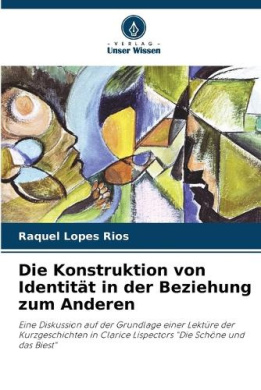 VERLAG
Unser Wissen
Raquel Lopes Rios
Die Konstruktion von
Identität in der Beziehung
zum Anderen
Eine Diskussion auf der Grundlage einer Lektüre der
Kurzgeschichten in Clarice Lispectors "Die Schöne und
das Biest"